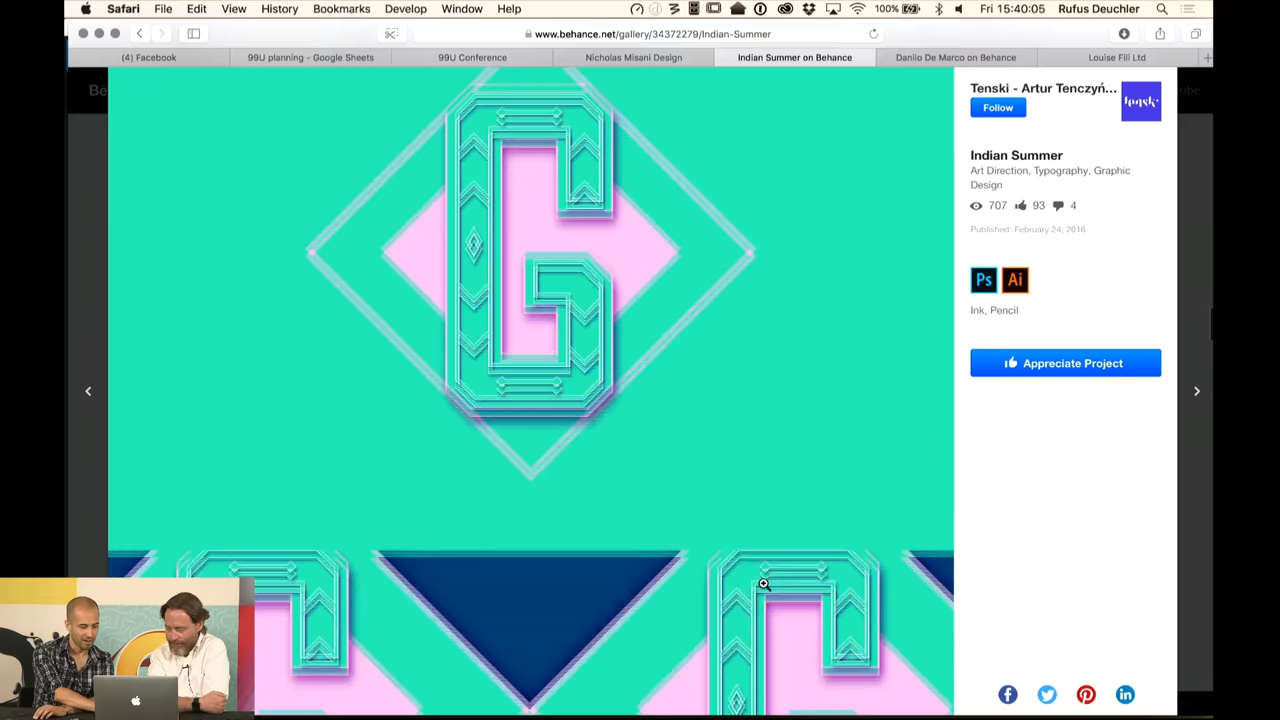 Safari File Edit View History Bookmarks Develop Window Help 100% Fri 15:40:05 Rufus Deuchler
www.behance.net/gallery/34372279/Indian-Summer
(4) Facebook 99U planning - Google Sheets 99U Conference Nicholas Misani Design Indian Summer on Behance Danilo De Marco on Behance Louise Fili Ltd
Bē
Tenski - Artur Tenczyń...
tensk
Follow
Indian Summer
Art Direction, Typography, Graphic
Design
707 93 4
Published: February 24, 2016
Ps Ai
Ink, Pencil
Appreciate Project
G